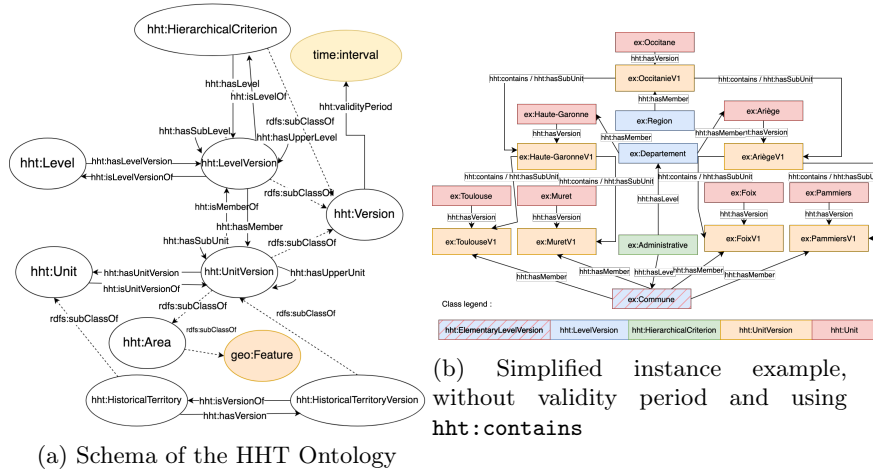 hht:HierarchicalCriterion
time:interval
hht:hasLevel
hht:isLevelOf
hht:validityPeriod
rdfs:subClassOf
hht:hasSubLevel
hht:hasUpperLevel
hht:Level
hht:hasLevelVersion
hht:isLevelVersionOf
hht:LevelVersion
rdfs:subClassOf
hht:isMemberOf
hht:Version
hht:hasMember
hht:hasSubUnit
rdfs:subClassOf
hht:Unit
hht:hasUnitVersion
hht:isUnitVersionOf
hht:UnitVersion
hht:hasUpperUnit
rdfs:subClassOf
rdfs:subClassOf
rdfs:subClassOf
rdfs:subClassOf
hht:Area
geo:Feature
hht:HistoricalTerritory
hht:isVersionOf
hht:hasVersion
hht:HistoricalTerritoryVersion
(a) Schema of the HHT Ontology
ex:Occitane
hht:hasVersion
hht:contains / hht:hasSubUnit
ex:OccitanieV1
hht:contains / hht:hasSubUnit
hht:hasMember
ex:Haute-Garonne
ex:Region
ex:Ariège
hht:hasVersion
hht:hasMember
hht:hasMember
hht:hasVersion
ex:Haute-GaronneV1
ex:Departement
ex:AriègeV1
hht:contains / hht:hasSubUnit
hht:contains / hht:hasSubUnit
ex:Toulouse
ex:Muret
hht:hasLevel
ex:Foix
ex:Pammiers
hht:hasVersion
hht:hasVersion
hht:hasVersion
hht:hasVersion
ex:ToulouseV1
ex:MuretV1
ex:Administrative
ex:FoixV1
ex:PammiersV1
hht:hasMember
hht:hasMember
hht:hasLevel
hht:hasMember
hht:hasMember
ex:Commune
Class legend :
hht:ElementaryLevelVersion
hht:LevelVersion
hht:HierarchicalCriterion
hht:UnitVersion
hht:Unit
(b) Simplified instance example,
without validity period and using
hht:contains